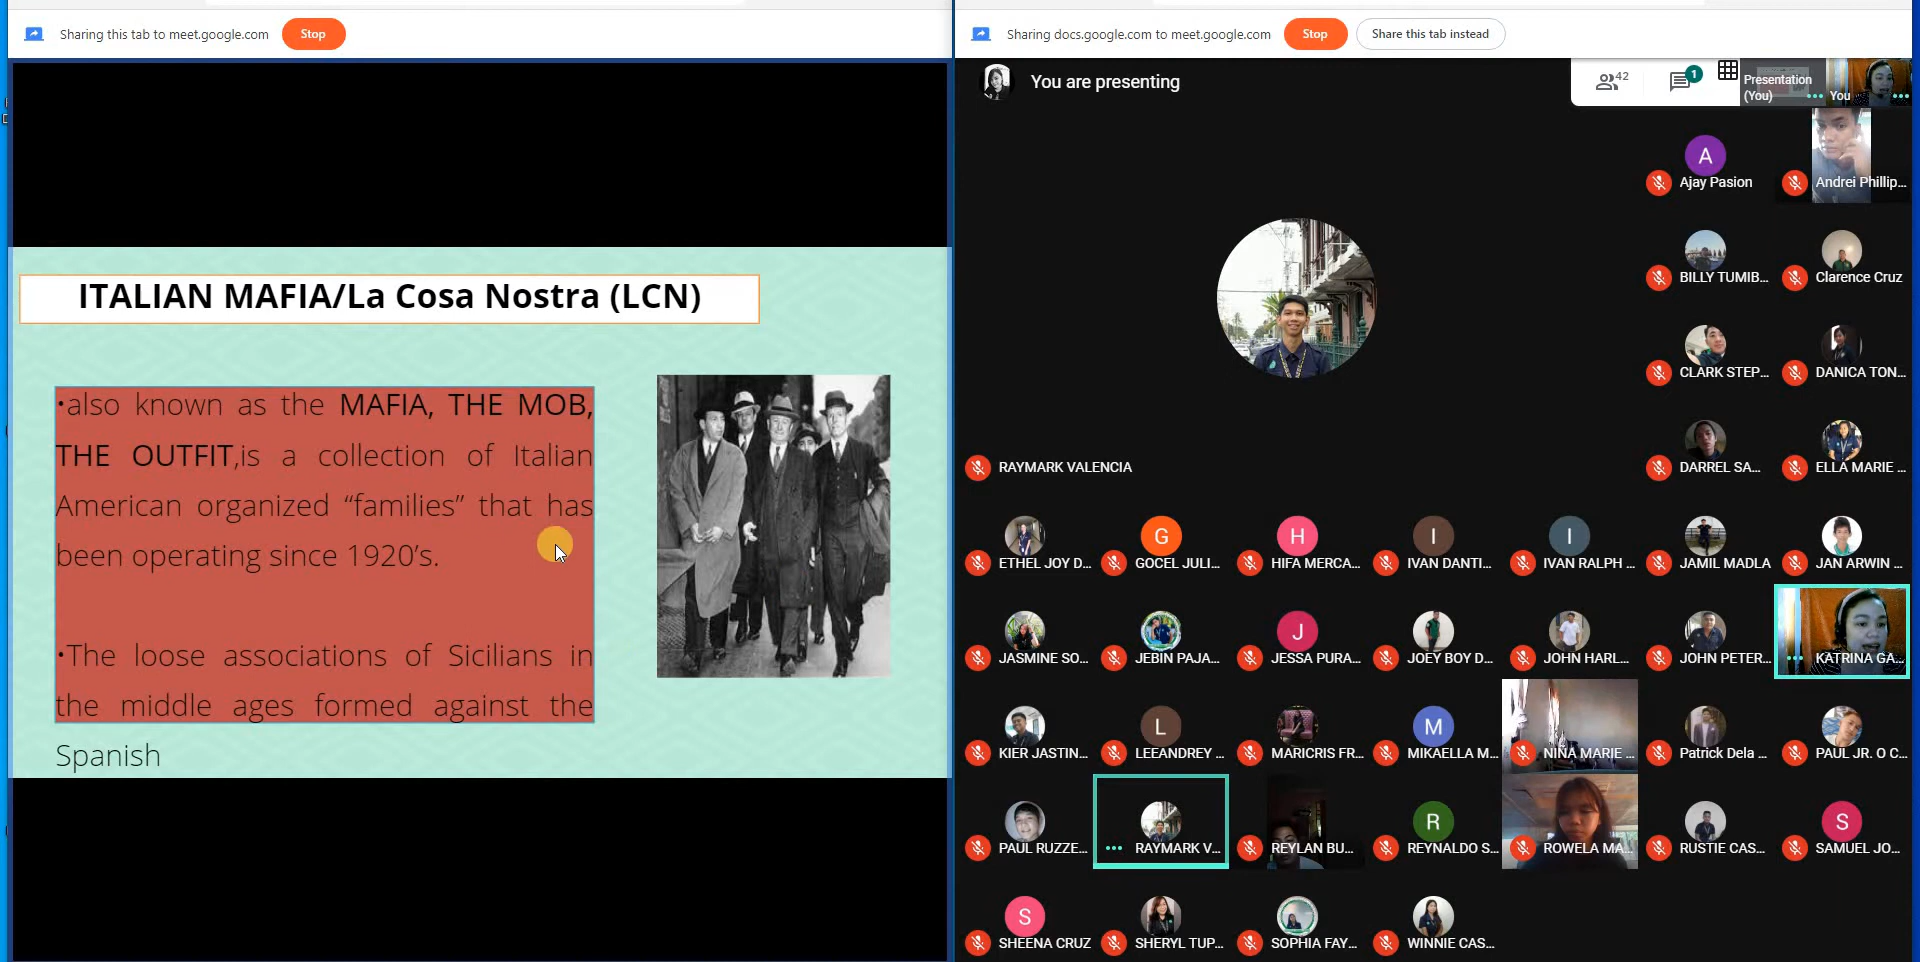 Sharing this tab to meet.google.com
Stop
ITALIAN MAFIA/La Cosa Nostra (LCN)
•also known as the MAFIA, THE MOB,
THE OUTFIT,is a collection of Italian
American organized “families” that has
been operating since 1920’s.
•The loose associations of Sicilians in
the middle ages formed against the
Spanish
Sharing docs.google.com to meet.google.com
Stop
Share this tab instead
You are presenting
42
1
Presentation
(You)
You
Ajay Pasion
A
Andrei Phillip...
BILLY TUMIB...
Clarence Cruz
CLARK STEP...
DANICA TON...
RAYMARK VALENCIA
DARREL SA...
ELLA MARIE ...
ETHEL JOY D...
G
GOCEL JULI...
H
HIFA MERCA...
I
IVAN DANTI...
I
IVAN RALPH ...
JAMIL MADLA
JAN ARWIN ...
JASMINE SO...
JEBIN PAJA...
J
JESSA PURA...
JOEY BOY D...
JOHN HARL...
JOHN PETER...
KATRINA GA...
KIER JASTIN...
L
LEEANDREY ...
MARICRIS FR...
M
MIKAELLA M...
NINA MARIE ...
Patrick Dela ...
PAUL JR. O C...
PAUL RUZZE...
RAYMARK V...
REYLAN BU...
R
REYNALDO S...
ROWELA MA...
RUSTIE CAS...
S
SAMUEL JO...
S
SHEENA CRUZ
SHERYL TUP...
SOPHIA FAY...
WINNIE CAS...